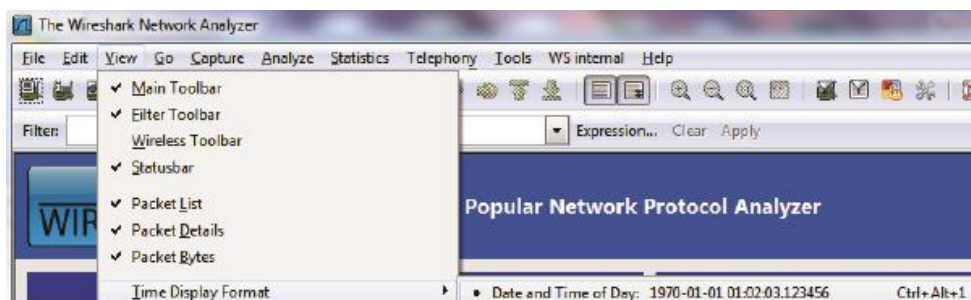 The Wireshark Network Analyzer
File Edit View Go Capture Analyze Statistics Telephony Tools WS internal Help
Main Toolbar
Filter Toolbar
Wireless Toolbar
Statusbar
Packet List
Packet Details
Packet Bytes
Time Display Format
Filter:
Expression... Clear Apply
WIR
Popular Network Protocol Analyzer
Date and Time of Day: 1970-01-01 01:02:03.123456 Ctrl+Alt+1